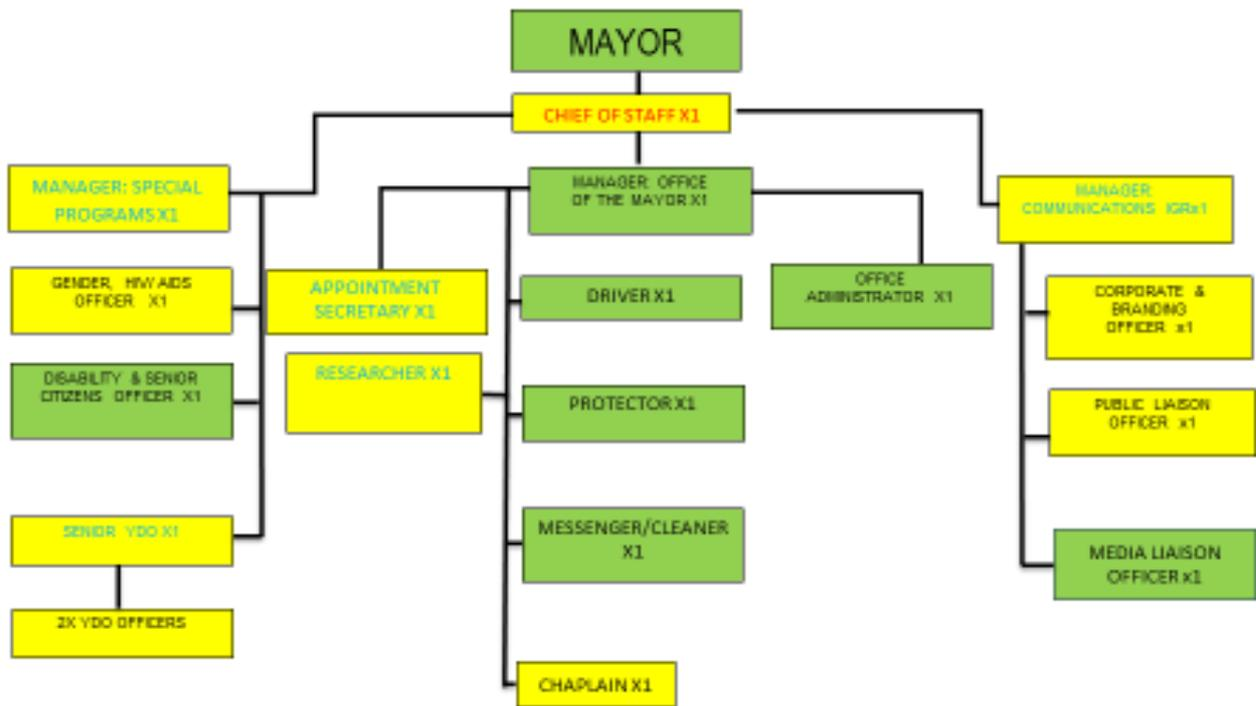 MAYOR
CHIEF OF STAFF X1
MANAGER: SPECIAL
PROGRAMS X1
MANAGER: OFFICE
OF THE MAYOR X1
MANAGER:
COMMUNICATIONS IGRx1
GENDER, HIV/ AIDS
OFFICER X1
APPOINTMENT
SECRETARY X1
DRIVER X1
OFFICE
ADMINISTRATOR X1
CORPORATE &
BRANDING
OFFICER x1
DISABILITY & SENIOR
CITIZENS OFFICER X1
RESEARCHER X1
PROTECTOR X1
PUBLIC LIAISON
OFFICER x1
SENIOR YDO X1
MESSENGER/CLEANER
X1
MEDIA LIAISON
OFFICER x1
2X YDO OFFICERS
CHAPLAIN X1